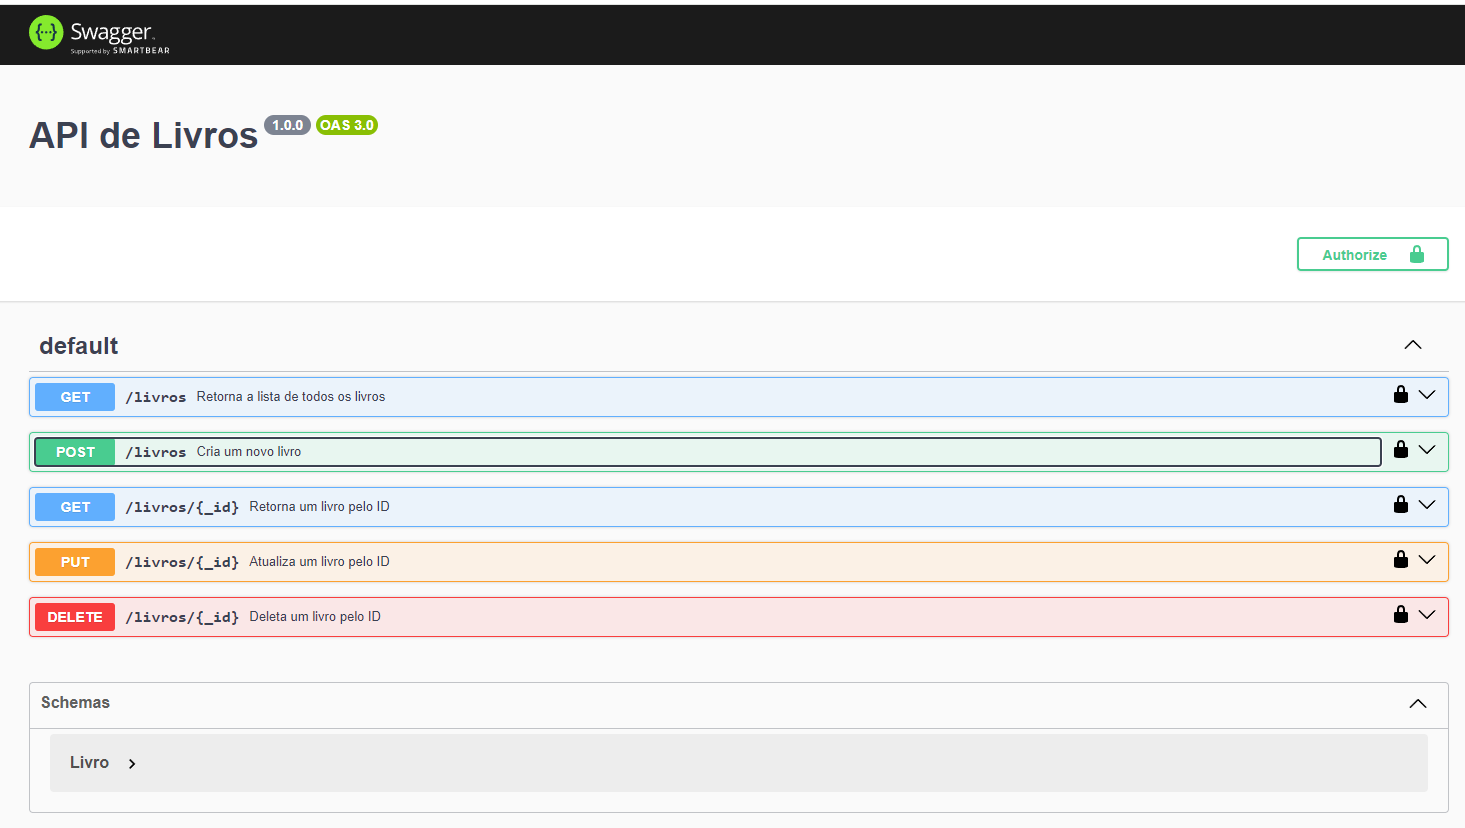 {···} Swagger
Supported by SMARTBEAR
API de Livros 1.0.0 OAS 3.0
Authorize
default
GET /livros Retorna a lista de todos os livros
POST /livros Cria um novo livro
GET /livros/{_id} Retorna um livro pelo ID
PUT /livros/{_id} Atualiza um livro pelo ID
DELETE /livros/{_id} Deleta um livro pelo ID
Schemas
Livro